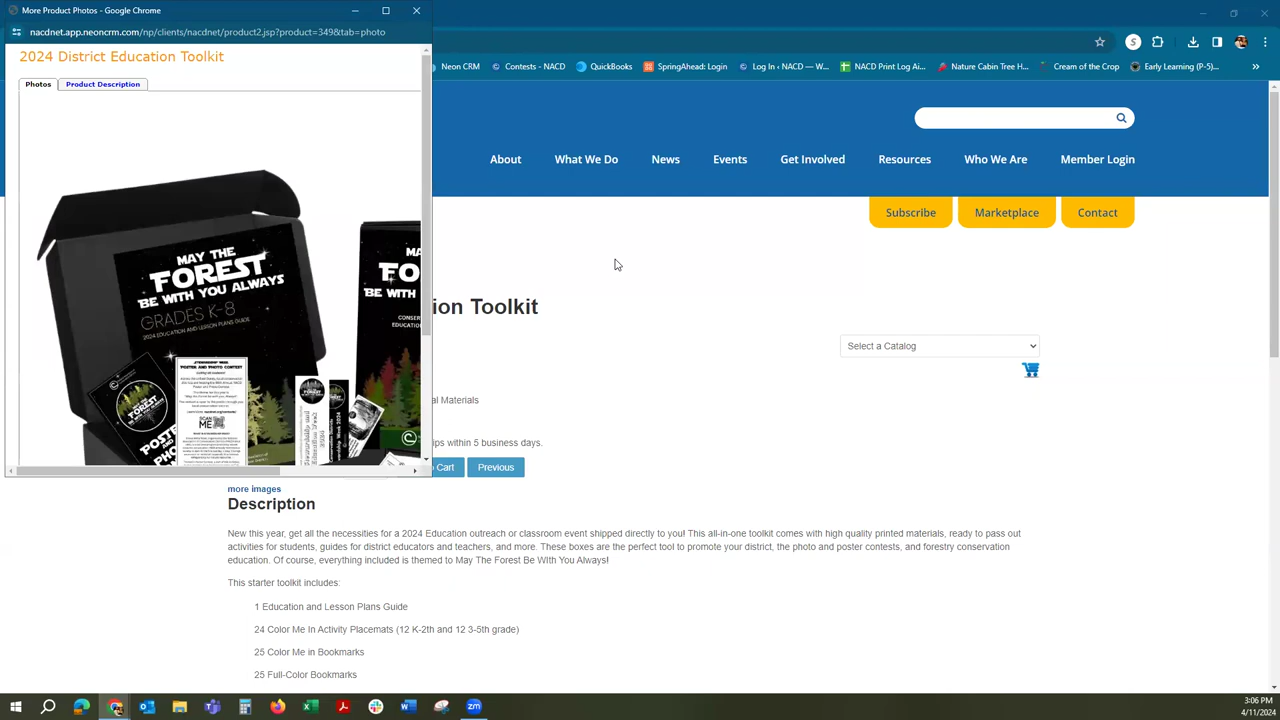 More Product Photos - Google Chrome
nacdnet.app.neoncrm.com/np/clients/nacdnet/product2.jsp?product=349&tab=photo
2024 District Education Toolkit
Photos
Product Description
MAY THE
FOREST
BE WITH YOU ALWAYS
GRADES K-8
2024 EDUCATION AND LESSON PLANS GUIDE
POSTER AND PHOTO CONTEST
SCAN
ME
Neon CRM
Contests - NACD
QuickBooks
SpringAhead: Login
Log In ‹ NACD —
NACD Print Log Ai...
Nature Cabin Tree H...
Cream of the Crop
Early Learning (P-5)...
About
What We Do
News
Events
Get Involved
Resources
Who We Are
Member Login
Subscribe
Marketplace
Contact
ion Toolkit
Select a Catalog
al Materials
ips within 5 business days.
Cart
Previous
more images
Description
New this year, get all the necessities for a 2024 Education outreach or classroom event shipped directly to you! This all-in-one toolkit comes with high quality printed materials, ready to pass out
activities for students, guides for district educators and teachers, and more. These boxes are the perfect tool to promote your district, the photo and poster contests, and forestry conservation
education. Of course, everything included is themed to May The Forest Be With You Always!
This starter toolkit includes:
1 Education and Lesson Plans Guide
24 Color Me In Activity Placemats (12 K-2th and 12 3-5th grade)
25 Color Me in Bookmarks
25 Full-Color Bookmarks
3:06 PM
4/11/2024